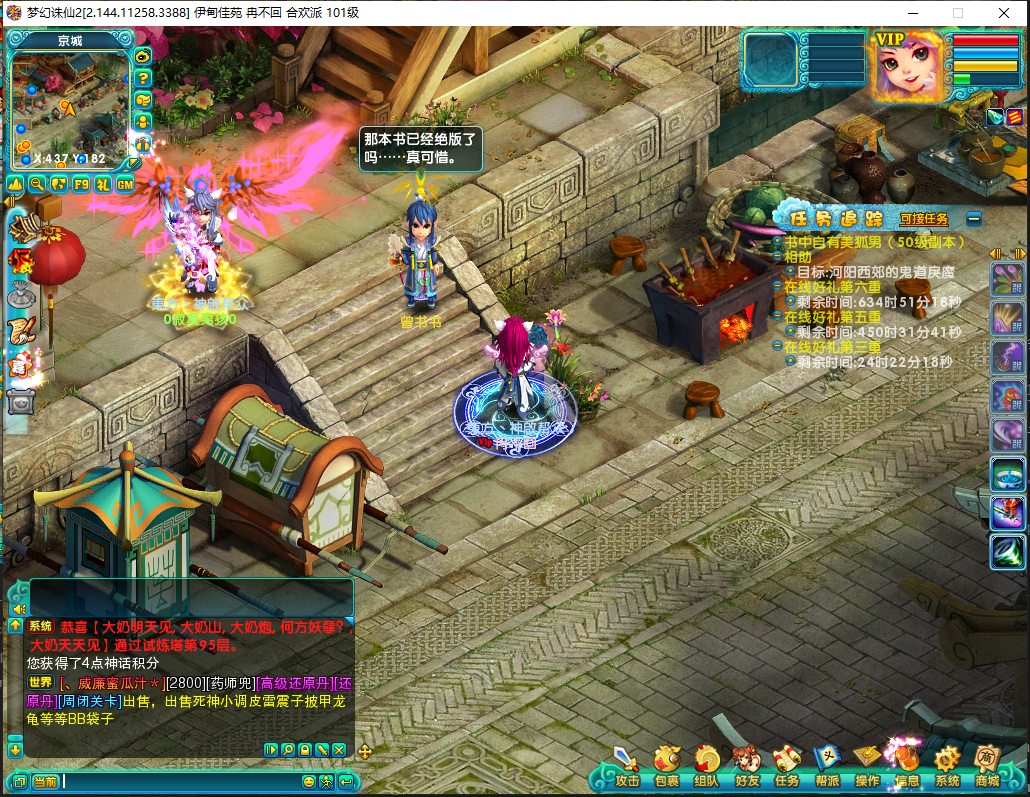 梦幻诛仙2[2.144.11258.3388] 伊甸佳苑 冉不回 合欢派 101级
京城
X:437 Y:182
F9 礼 GM
VIP
那本书已经绝版了
吗……真可惜。
曾书书
任务追踪 可接任务
书中自有美狐男（50级副本）
相助
目标:河阳西郊的鬼道戾魔
在线好礼第六重
剩余时间:634时51分18秒
在线好礼第五重
剩余时间:450时31分41秒
在线好礼第三重
剩余时间:24时22分18秒
系统 恭喜【大奶明天见,大奶山,大奶炮,何方妖孽?,
大奶天天见】通过试炼塔第95层。
您获得了4点神话积分
世界 [、威廉蜜瓜汁*][2800][药师兜][高级还原丹][还
原丹][周闭关卡]出售，出售死神小调皮雷震子披甲龙
龟等等BB袋子
当前
攻击 包裹 组队 好友 任务 帮派 操作 信息 系统 商城